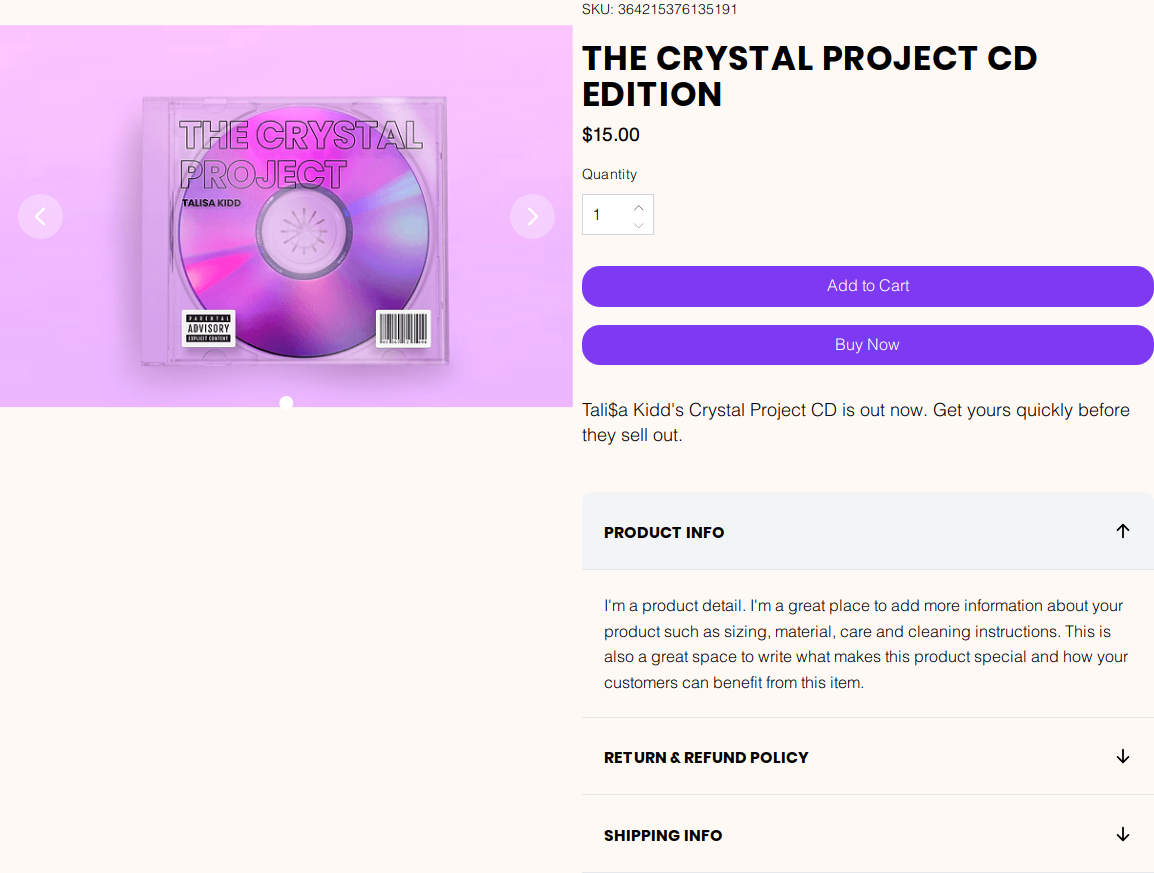 SKU: 364215376135191
THE CRYSTAL PROJECT CD
EDITION
$15.00
Quantity
1
Add to Cart
Buy Now
Tali$a Kidd's Crystal Project CD is out now. Get yours quickly before
they sell out.
PRODUCT INFO
I'm a product detail. I'm a great place to add more information about your
product such as sizing, material, care and cleaning instructions. This is
also a great space to write what makes this product special and how your
customers can benefit from this item.
RETURN & REFUND POLICY
SHIPPING INFO
THE CRYSTAL
PROJECT
TALI$A KIDD
PARENTAL
ADVISORY
EXPLICIT CONTENT